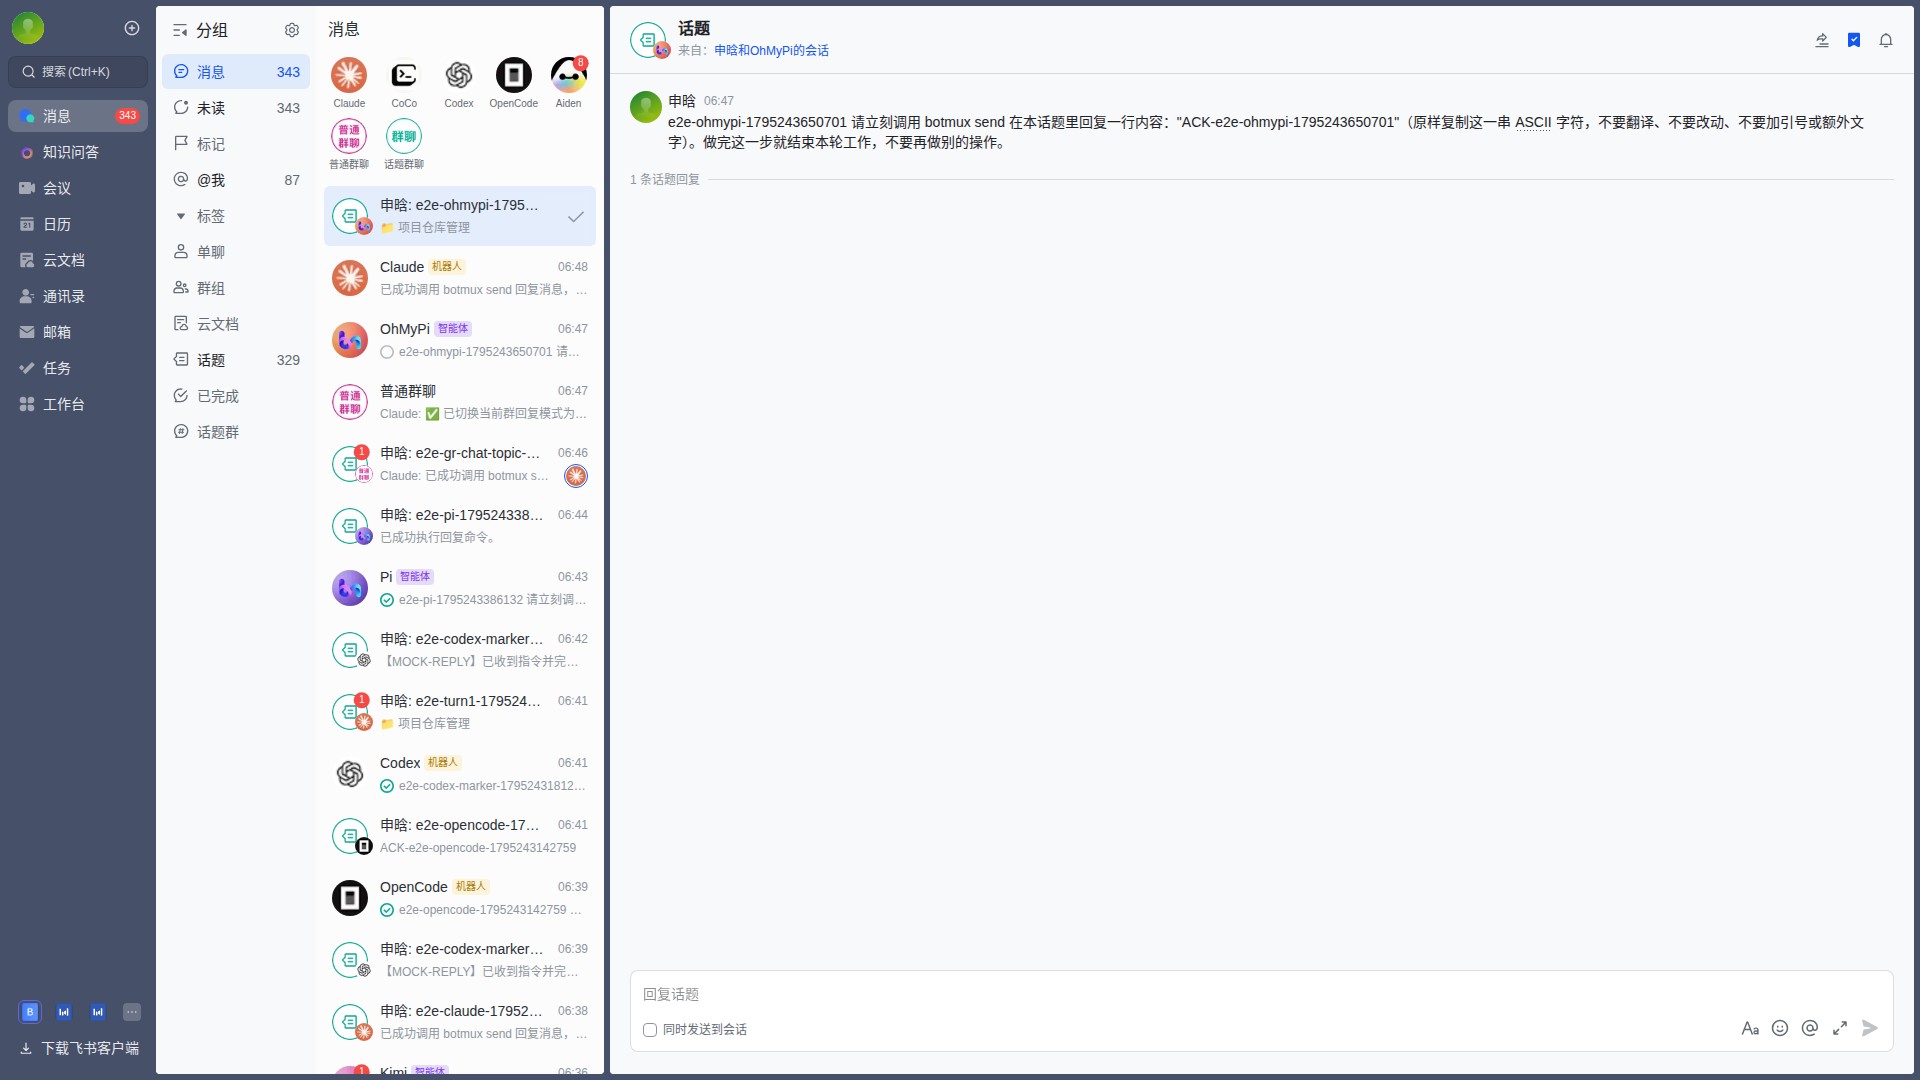 搜索 (Ctrl+K)
消息
343
知识问答
会议
日历
云文档
通讯录
邮箱
任务
工作台
下载飞书客户端
分组
消息 343
未读 343
标记
@我 87
标签
单聊
群组
云文档
话题 329
已完成
话题群
消息
8
Claude CoCo Codex OpenCode Aiden
普通群聊 群聊
普通群聊 话题群聊
申晗: e2e-ohmypi-1795…
📁 项目仓库管理
Claude 机器人 06:48
已成功调用 botmux send 回复消息，…
OhMyPi 智能体 06:47
e2e-ohmypi-1795243650701 请…
普通群聊
普通群聊 06:47
Claude: ✅ 已切换当前群回复模式为…
1
申晗: e2e-gr-chat-topic-… 06:46
Claude: 已成功调用 botmux s…
申晗: e2e-pi-179524338… 06:44
已成功执行回复命令。
Pi 智能体 06:43
e2e-pi-1795243386132 请立刻调…
申晗: e2e-codex-marker… 06:42
【MOCK-REPLY】已收到指令并完…
1
申晗: e2e-turn1-179524… 06:41
📁 项目仓库管理
Codex 机器人 06:41
e2e-codex-marker-17952431812…
申晗: e2e-opencode-17… 06:41
ACK-e2e-opencode-1795243142759
OpenCode 机器人 06:39
e2e-opencode-1795243142759 …
申晗: e2e-codex-marker… 06:39
【MOCK-REPLY】已收到指令并完…
申晗: e2e-claude-17952… 06:38
已成功调用 botmux send 回复消息，…
1
Kimi 智能体 06:36
话题
来自：申晗和OhMyPi的会话
申晗 06:47
e2e-ohmypi-1795243650701 请立刻调用 botmux send 在本话题里回复一行内容："ACK-e2e-ohmypi-1795243650701"（原样复制这一串 ASCII 字符，不要翻译、不要改动、不要加引号或额外文
字）。做完这一步就结束本轮工作，不要再做别的操作。
1 条话题回复
回复话题
同时发送到会话